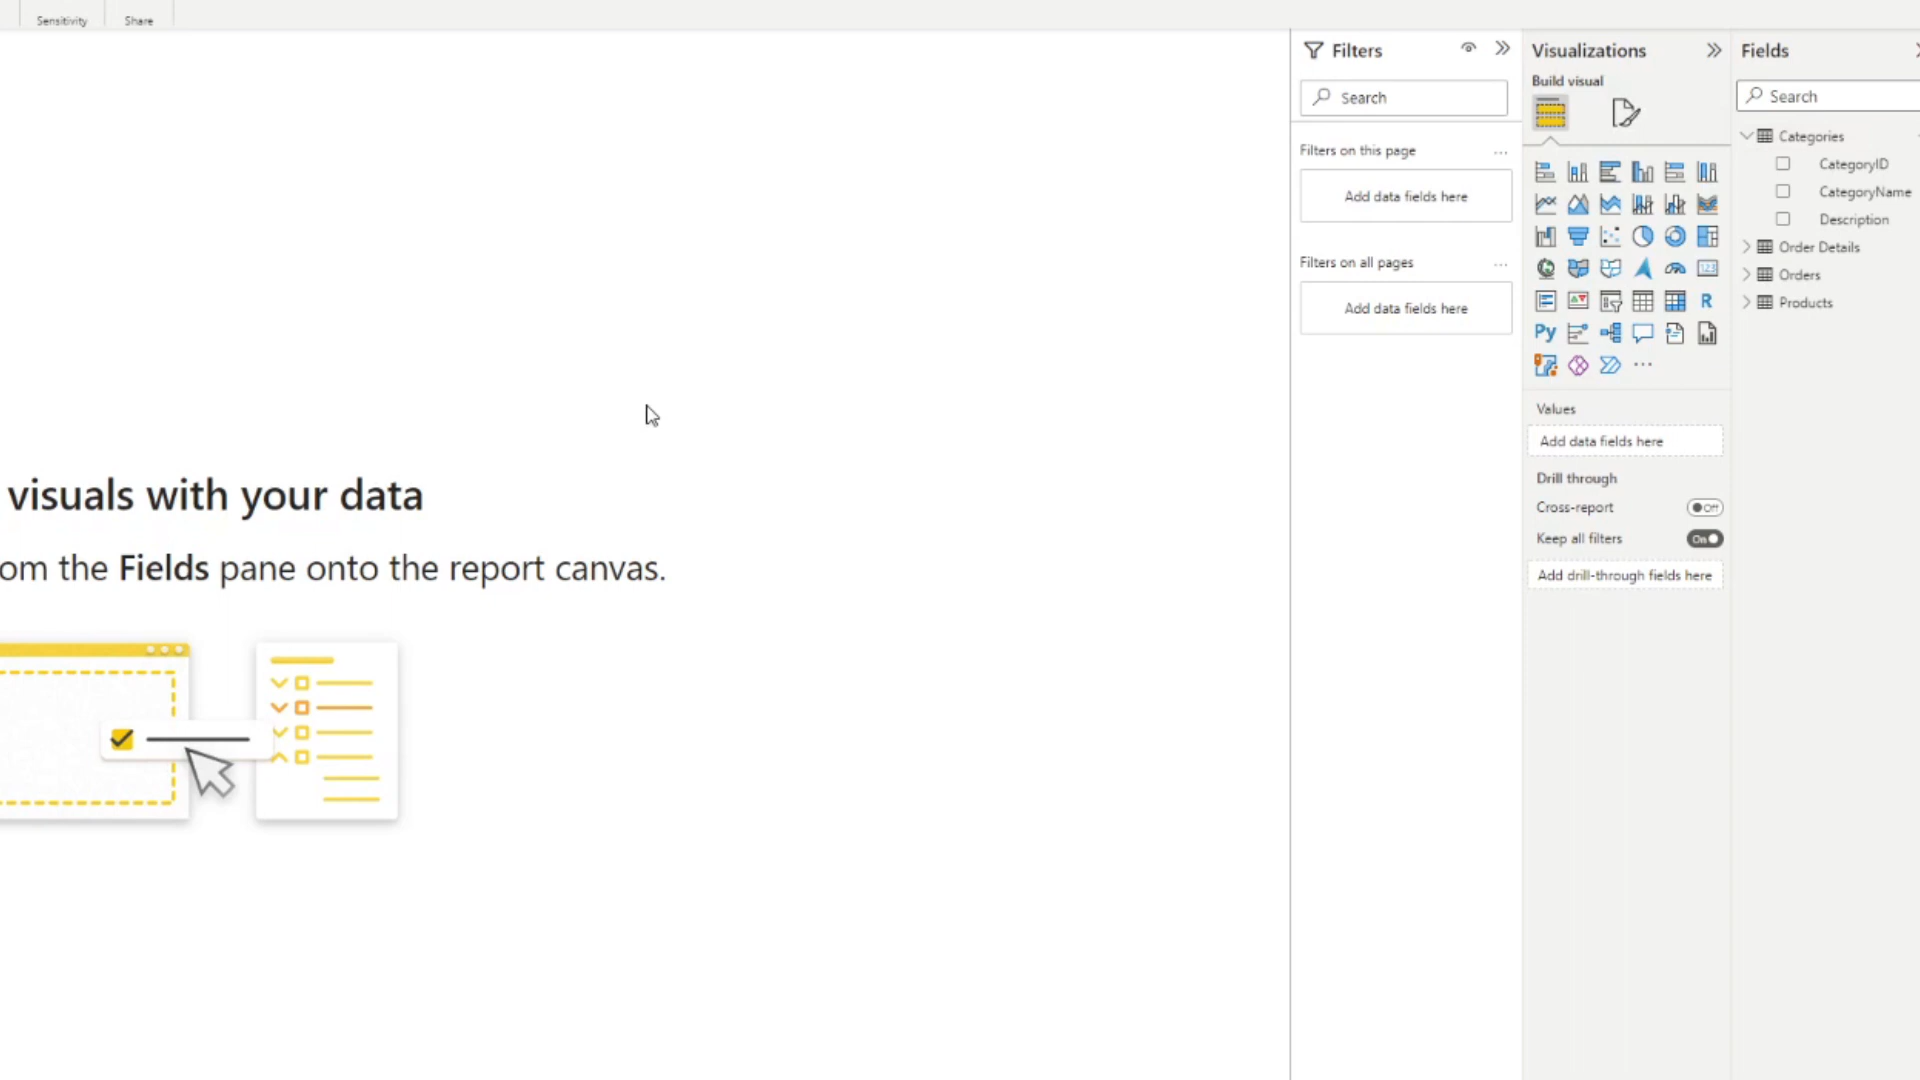 Sensitivity
Share
visuals with your data
om the Fields pane onto the report canvas.
Filters
Search
Filters on this page
...
Add data fields here
Filters on all pages
...
Add data fields here
Visualizations
Build visual
123
R
Py
...
Values
Add data fields here
Drill through
Cross-report
Off
Keep all filters
On
Add drill-through fields here
Fields
Search
Categories
CategoryID
CategoryName
Description
Order Details
Orders
Products